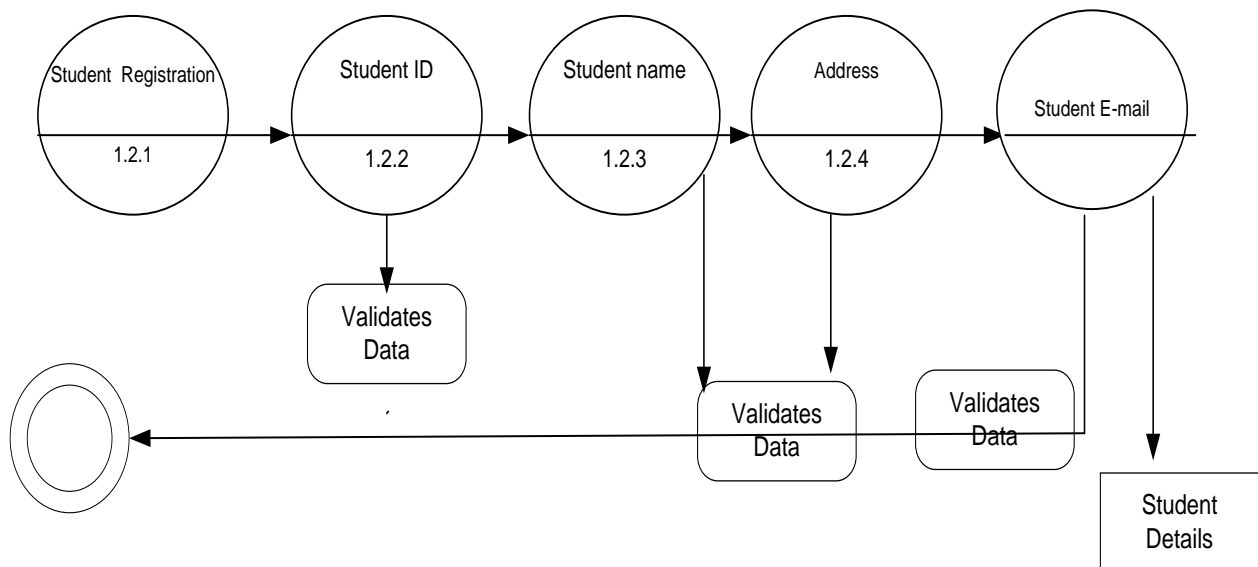 Student Registration
1.2.1
Student ID
1.2.2
Student name
1.2.3
Address
1.2.4
Student E-mail
Validates
Data
Validates
Data
Validates
Data
Student
Details